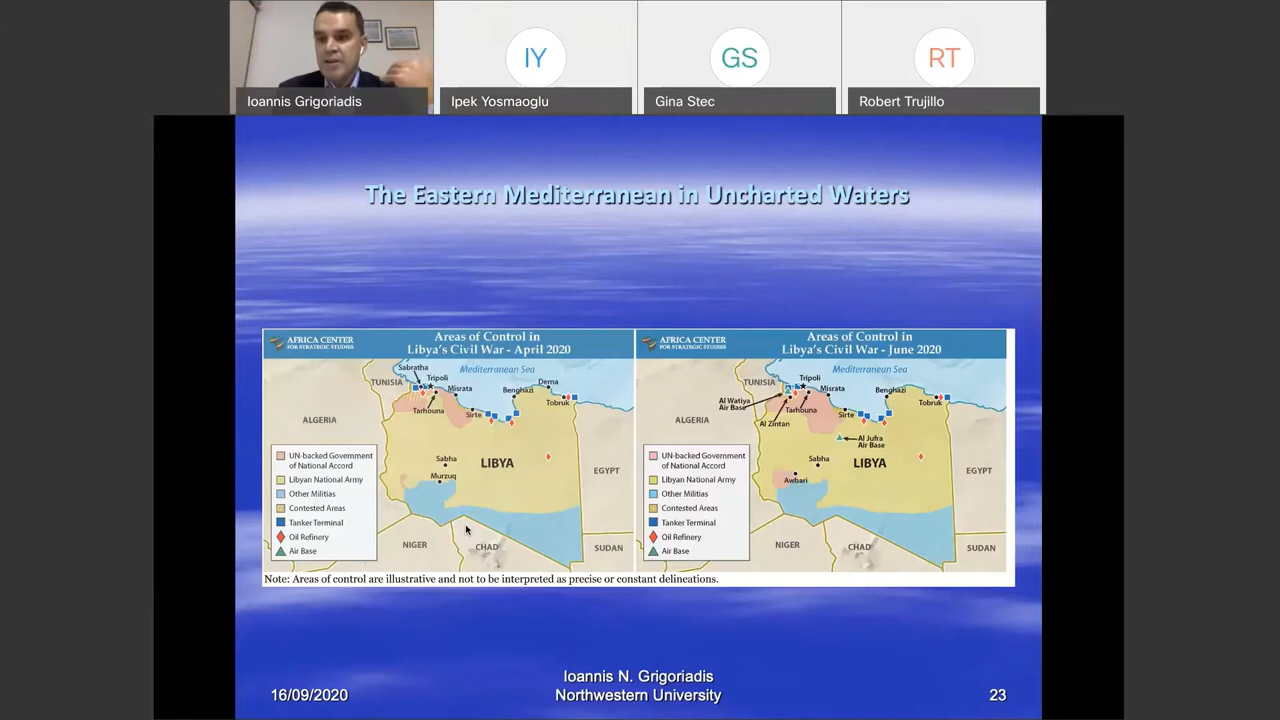 IY
GS
RT
Ioannis Grigoriadis
Ipek Yosmaoglu
Gina Stec
Robert Trujillo
The Eastern Mediterranean in Uncharted Waters
AFRICA CENTER
FOR STRATEGIC STUDIES
Areas of Control in
Libya's Civil War - April 2020
Sabratha
Mediterranean Sea
TUNISIA
Tripoli
Misrata
Benghazi
Derna
Tobruk
Tarhouna
Sirte
ALGERIA
Sabha
LIBYA
Murzuq
EGYPT
NIGER
CHAD
SUDAN
UN-backed Government
of National Accord
Libyan National Army
Other Militias
Contested Areas
Tanker Terminal
Oil Refinery
Air Base
AFRICA CENTER
FOR STRATEGIC STUDIES
Areas of Control in
Libya's Civil War - June 2020
Mediterranean Sea
TUNISIA
Tripoli
Misrata
Benghazi
Al Watiya
Air Base
Tobruk
Tarhouna
Sirte
Al Zintan
ALGERIA
Al Jufra
Air Base
Sabha
LIBYA
Awbari
EGYPT
NIGER
CHAD
SUDAN
UN-backed Government
of National Accord
Libyan National Army
Other Militias
Contested Areas
Tanker Terminal
Oil Refinery
Air Base
Note: Areas of control are illustrative and not to be interpreted as precise or constant delineations.
16/09/2020
Ioannis N. Grigoriadis
Northwestern University
23